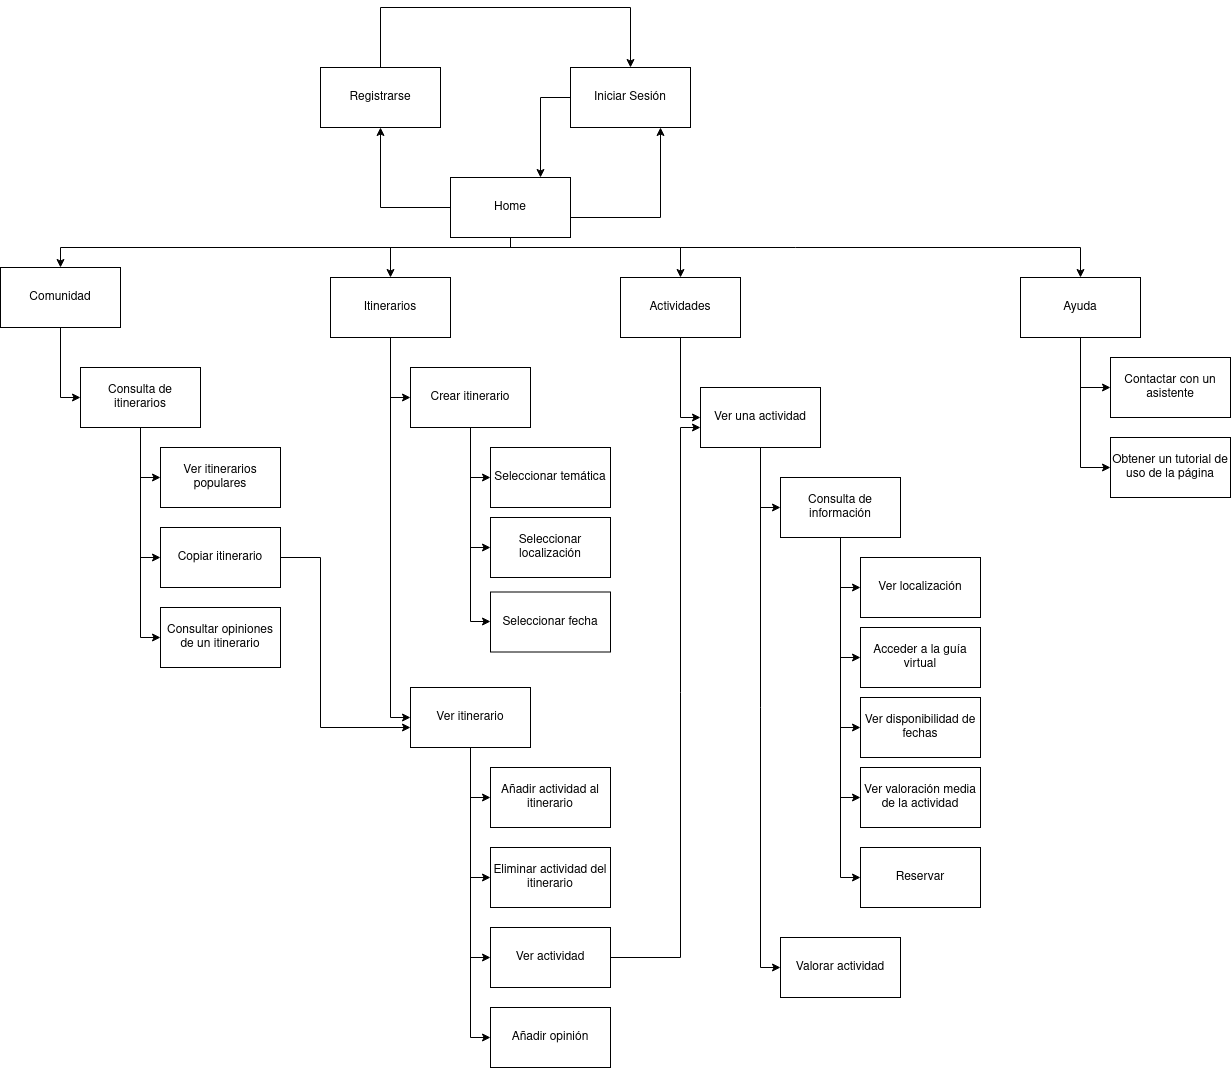 Registrarse
Iniciar Sesión
Home
Comunidad
Itinerarios
Actividades
Ayuda
Consulta de
itinerarios
Ver itinerarios
populares
Copiar itinerario
Consultar opiniones
de un itinerario
Crear itinerario
Seleccionar temática
Seleccionar
localización
Seleccionar fecha
Ver itinerario
Añadir actividad al
itinerario
Eliminar actividad del
itinerario
Ver actividad
Añadir opinión
Ver una actividad
Consulta de
información
Ver localización
Acceder a la guía
virtual
Ver disponibilidad de
fechas
Ver valoración media
de la actividad
Reservar
Valorar actividad
Contactar con un
asistente
Obtener un tutorial de
uso de la página